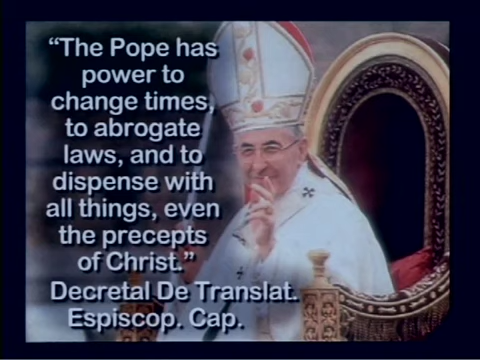 “The Pope has
power to
change times,
to abrogate
laws, and to
dispense with
all things, even
the precepts
of Christ.”
Decretal De Translat.
Espiscop. Cap.